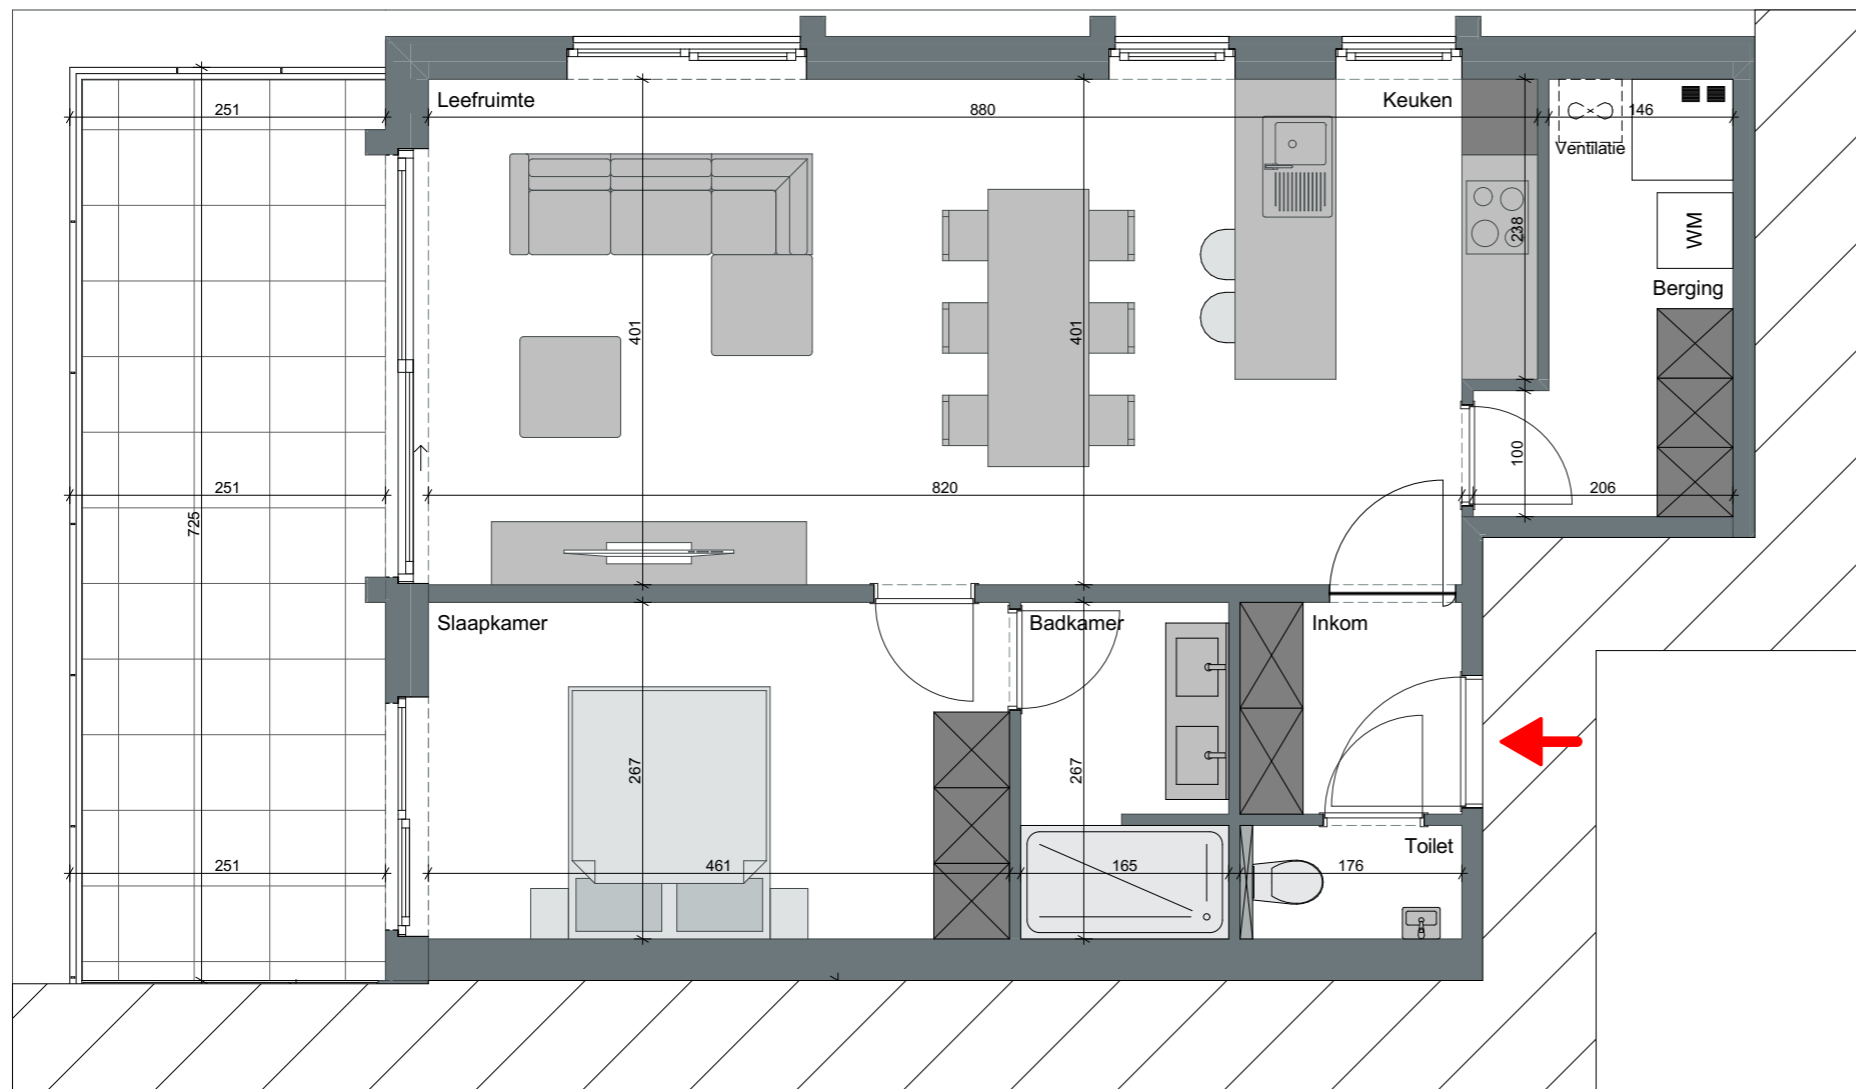 Leefruimte
Keuken
251
880
146
Ventilatie
WM
238
Berging
401
401
100
251
820
206
725
Slaapkamer
Badkamer
Inkom
267
267
Toilet
251
461
165
176